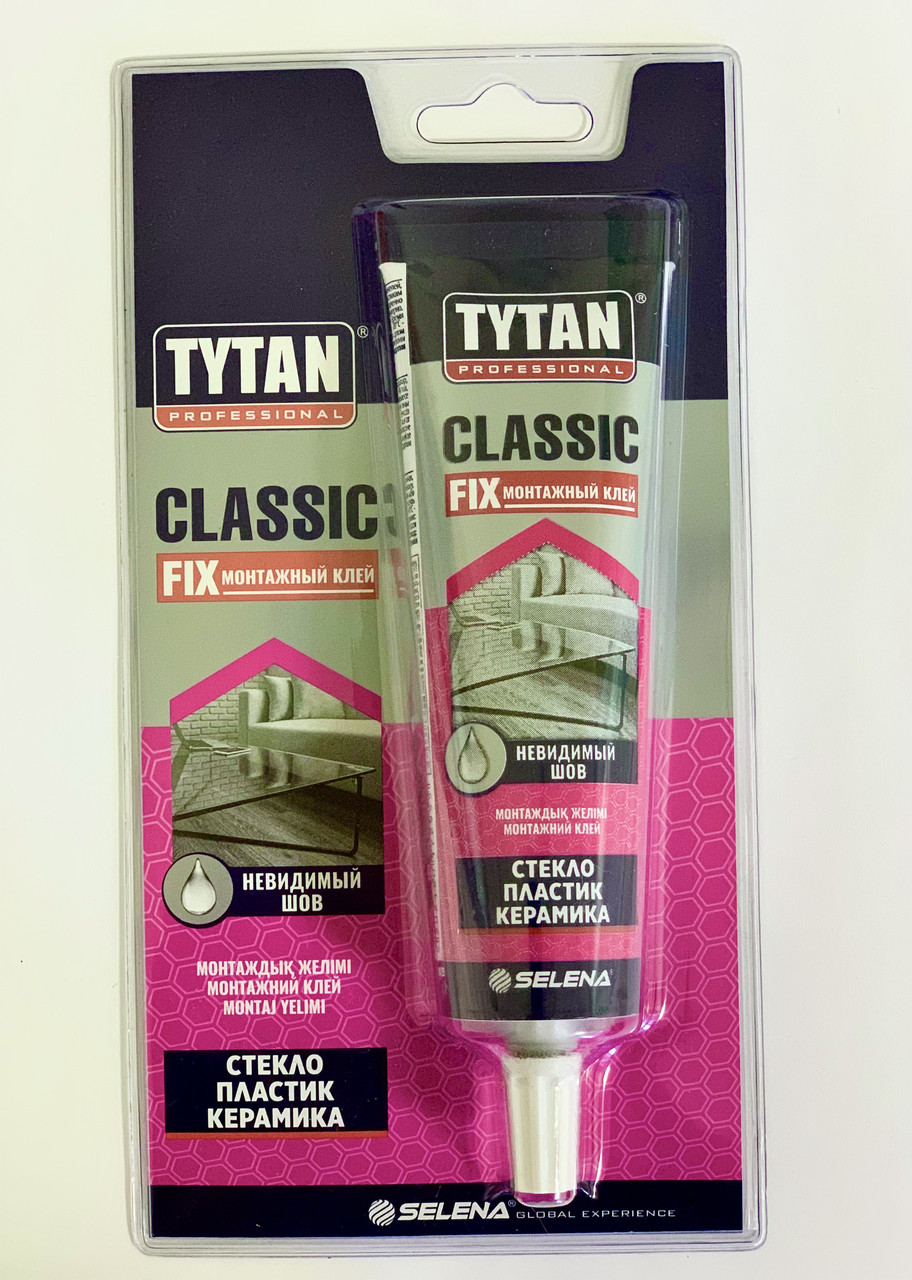 TYTAN®
PROFESSIONAL
CLASSIC
FIX МОНТАЖНЫЙ КЛЕЙ
НЕВИДИМЫЙ
ШОВ
МОНТАЖДЫҚ ЖЕЛІМІ
МОНТАЖНИЙ КЛЕЙ
MONTAJ YELIMI
СТЕКЛО
ПЛАСТИК
КЕРАМИКА
TYTAN®
PROFESSIONAL
CLASSIC
FIX МОНТАЖНЫЙ КЛЕЙ
НЕВИДИМЫЙ
ШОВ
МОНТАЖДЫҚ ЖЕЛІМІ
МОНТАЖНИЙ КЛЕЙ
СТЕКЛО
ПЛАСТИК
КЕРАМИКА
SELENA®
SELENA® GLOBAL EXPERIENCE